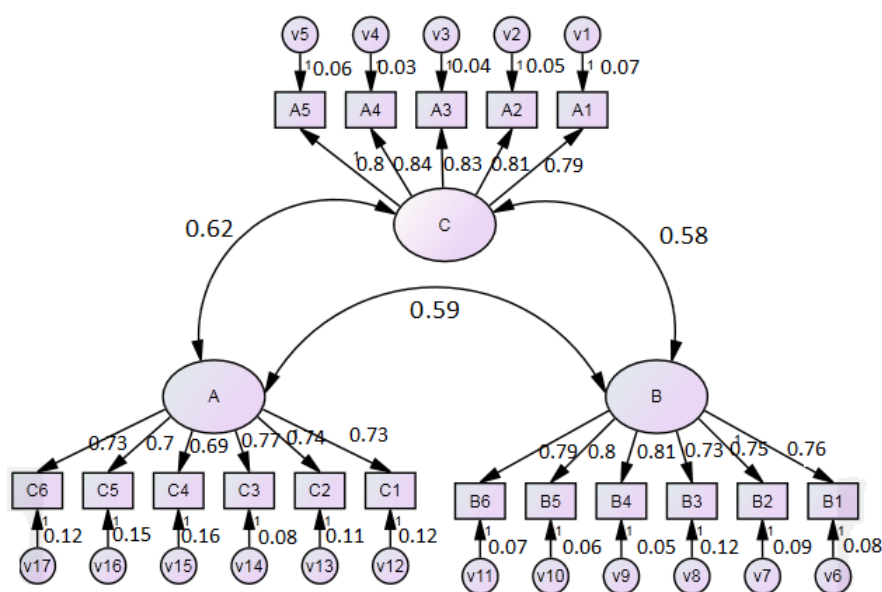 v5 v4 v3 v2 v1
1 0.06 1 0.03 1 0.04 1 0.05 1 0.07
A5 A4 A3 A2 A1
1 0.8 0.84 0.83 0.81 0.79
C
0.62 0.58
0.59
A B
0.73 0.7 0.69 0.77 1 0.74 0.73
0.79 0.8 0.81 0.73 1 0.75 0.76
C6 C5 C4 C3 C2 C1
B6 B5 B4 B3 B2 B1
1 0.12 1 0.15 1 0.16 1 0.08 1 0.11 1 0.12
1 0.07 1 0.06 1 0.05 1 0.12 1 0.09 1 0.08
v17 v16 v15 v14 v13 v12
v11 v10 v9 v8 v7 v6